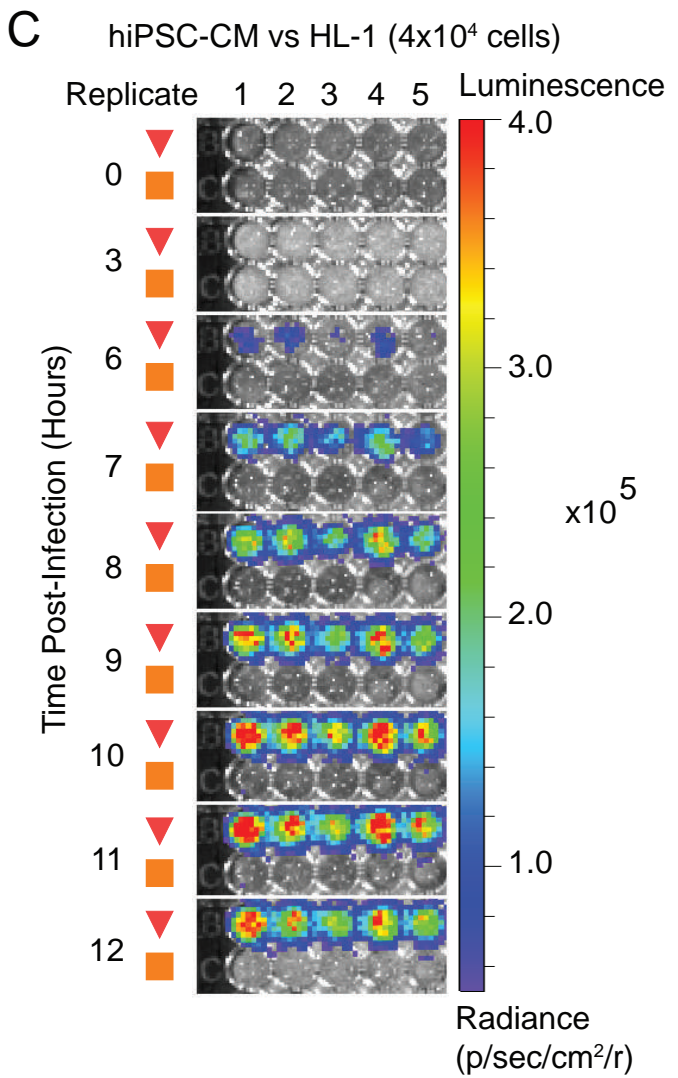 C
hiPSC-CM vs HL-1 (4x10⁴ cells)
Replicate 1 2 3 4 5
Luminescence
4.0
3.0
x10⁵
2.0
1.0
Radiance
(p/sec/cm²/r)
Time Post-Infection (Hours)
0
3
6
7
8
9
10
11
12
B
C